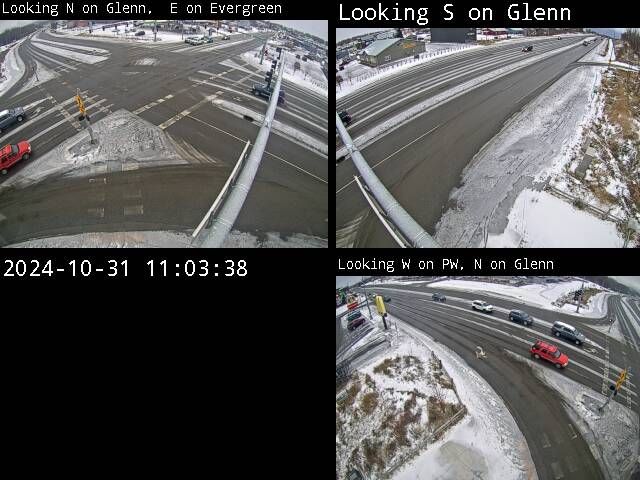 Looking N on Glenn,  E on Evergreen
Looking S on Glenn
2024-10-31 11:03:38
Looking W on PW, N on Glenn